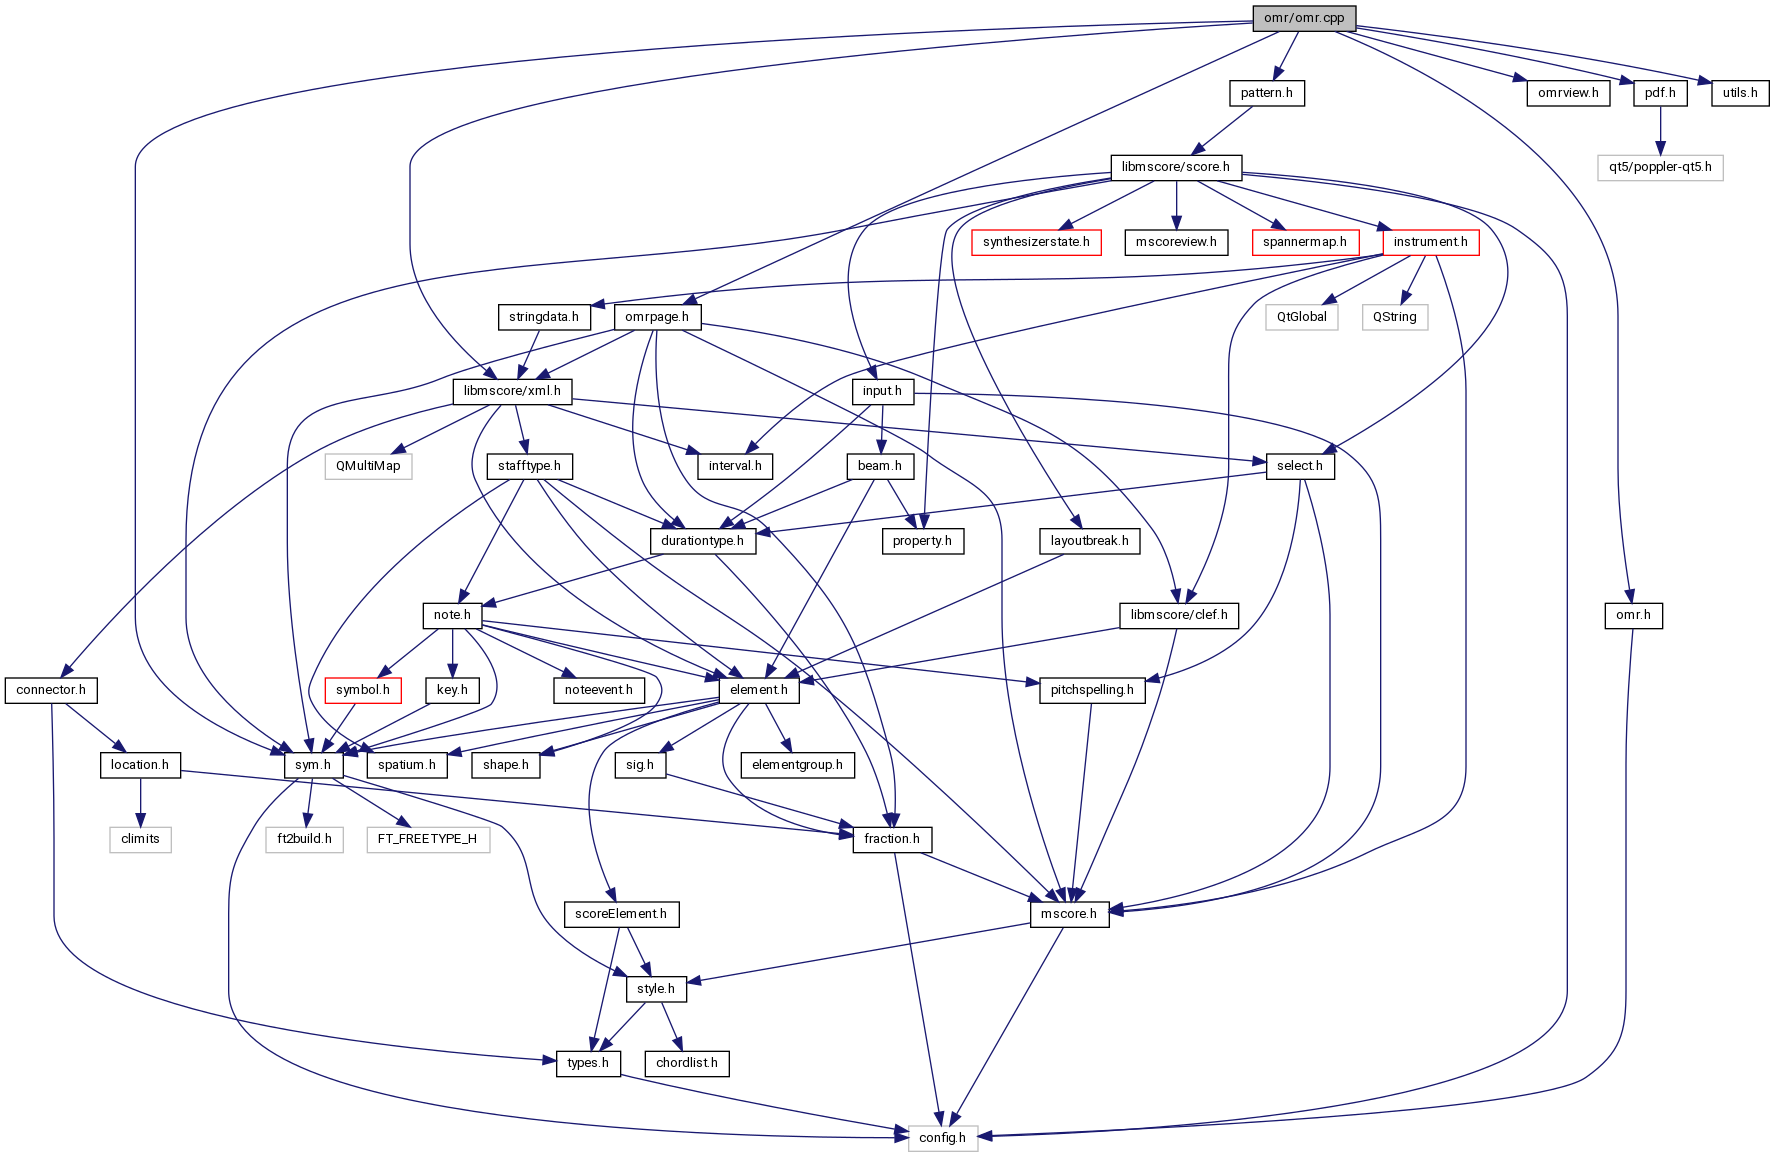 omr/omr.cpp
pattern.h
omrview.h
pdf.h
utils.h
libmscore/score.h
qt5/poppler-qt5.h
synthesizerstate.h
mscoreview.h
spannermap.h
instrument.h
stringdata.h
omrpage.h
QtGlobal
QString
libmscore/xml.h
input.h
QMultiMap
stafftype.h
interval.h
beam.h
select.h
durationtype.h
property.h
layoutbreak.h
note.h
libmscore/clef.h
omr.h
connector.h
symbol.h
key.h
noteevent.h
element.h
pitchspelling.h
location.h
sym.h
spatium.h
shape.h
sig.h
elementgroup.h
climits
ft2build.h
FT_FREETYPE_H
fraction.h
scoreElement.h
mscore.h
style.h
types.h
chordlist.h
config.h